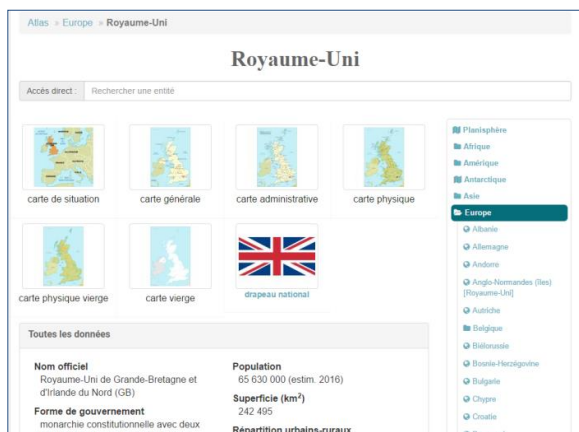 Atlas » Europe » Royaume-Uni
Royaume-Uni
Accès direct : Rechercher une entité
carte de situation
carte générale
carte administrative
carte physique
carte physique vierge
carte vierge
drapeau national
Toutes les données
Nom officiel
Royaume-Uni de Grande-Bretagne et
d'Irlande du Nord (GB)
Forme de gouvernement
monarchie constitutionnelle avec deux
Population
65 630 000 (estim. 2016)
Superficie (km²)
242 495
Répartition urbains-ruraux
Planisphère
Afrique
Amérique
Antarctique
Asie
Europe
Albanie
Allemagne
Andorre
Anglo-Normandes (îles)
[Royaume-Uni]
Autriche
Belgique
Biélorussie
Bosnie-Herzégovine
Bulgarie
Chypre
Croatie